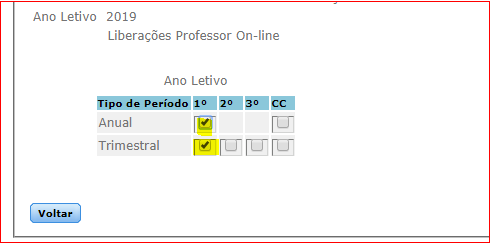 Ano Letivo 2019
Liberações Professor On-line
Ano Letivo
Tipo de Período 1º 2º 3º CC
Anual
Trimestral
Voltar